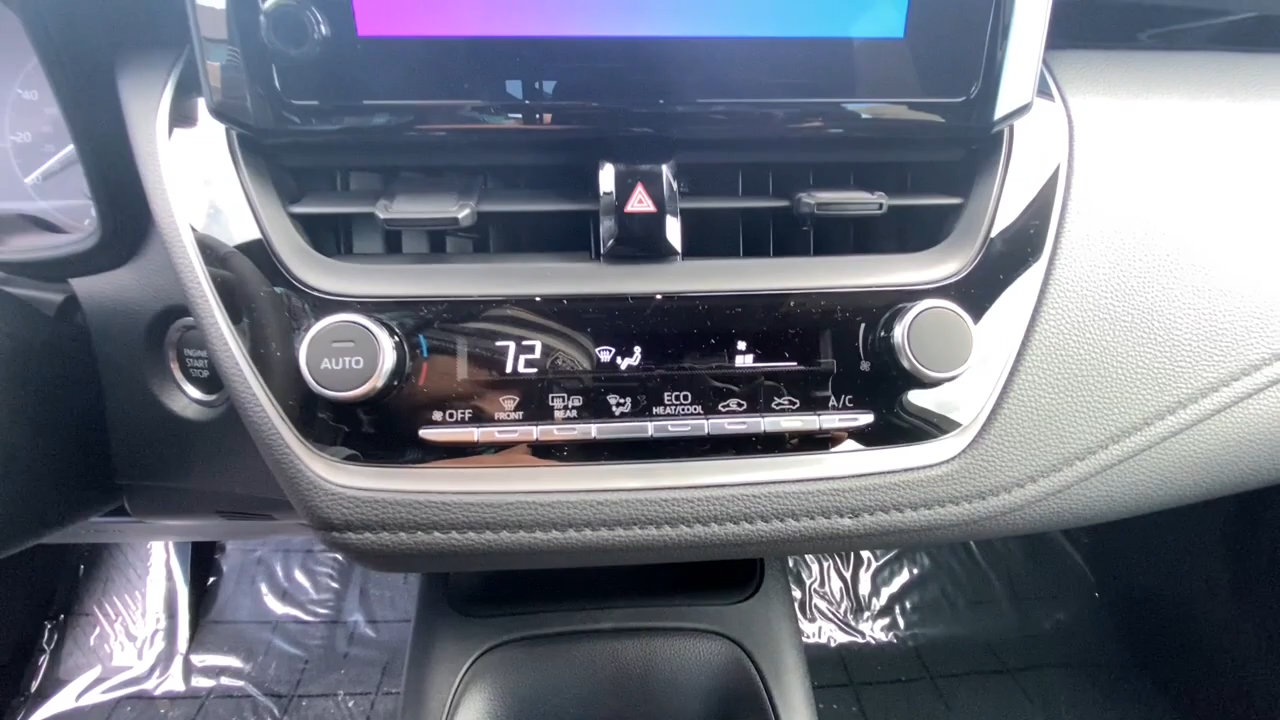 40
20
ENGINE
START
STOP
AUTO
72
OFF
FRONT
REAR
ECO
HEAT/COOL
A/C